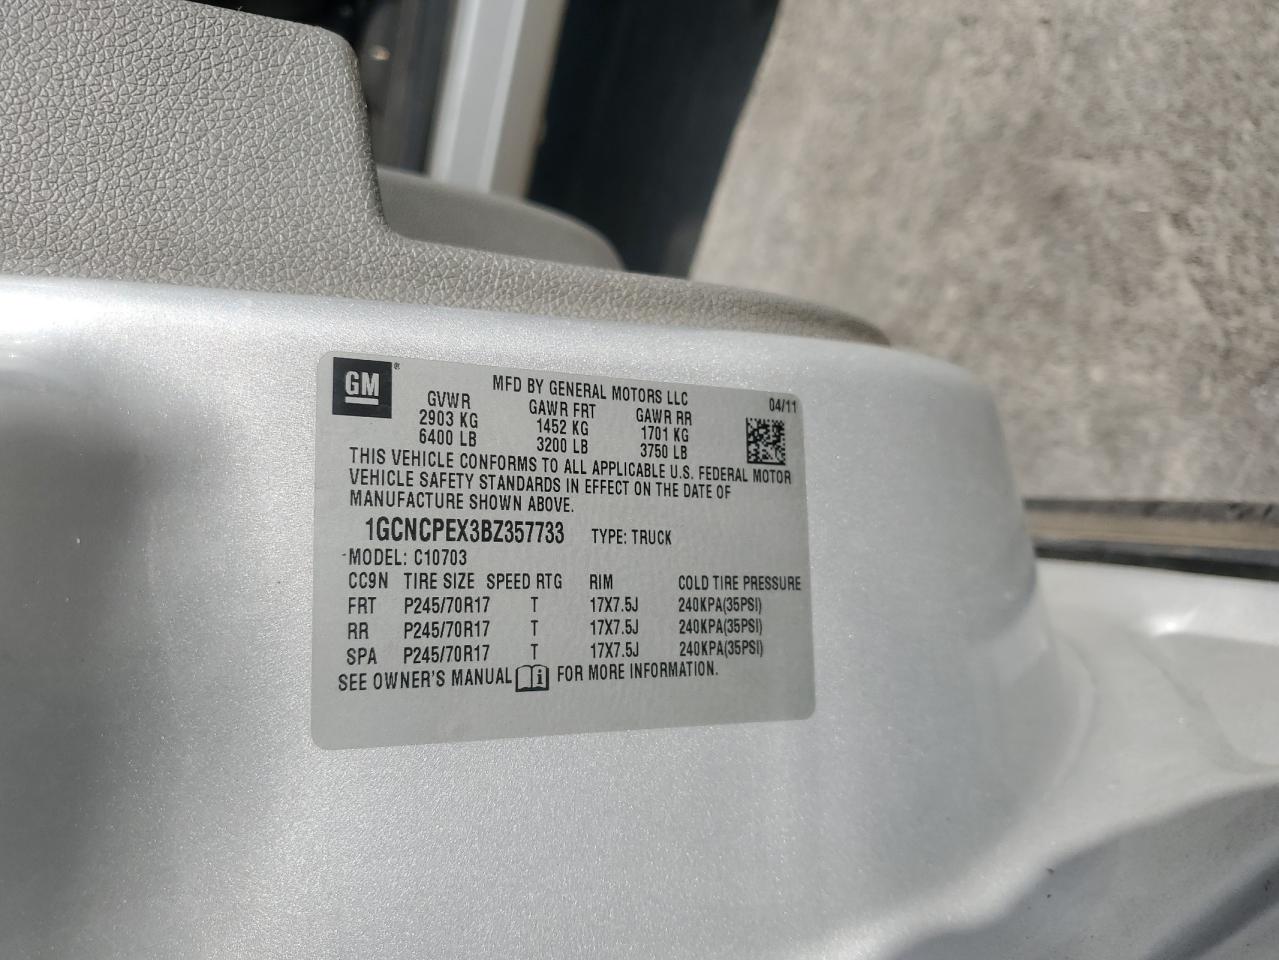 GM ®
MFD BY GENERAL MOTORS LLC
04/11
GVWR GAWR FRT GAWR RR
2903 KG 1452 KG 1701 KG
6400 LB 3200 LB 3750 LB
THIS VEHICLE CONFORMS TO ALL APPLICABLE U.S. FEDERAL MOTOR
VEHICLE SAFETY STANDARDS IN EFFECT ON THE DATE OF
MANUFACTURE SHOWN ABOVE.
1GCNCPEX3BZ357733 TYPE: TRUCK
MODEL: C10703
CC9N TIRE SIZE SPEED RTG RIM COLD TIRE PRESSURE
FRT P245/70R17 T 17X7.5J 240KPA(35PSI)
RR P245/70R17 T 17X7.5J 240KPA(35PSI)
SPA P245/70R17 T 17X7.5J 240KPA(35PSI)
SEE OWNER'S MANUAL i FOR MORE INFORMATION.